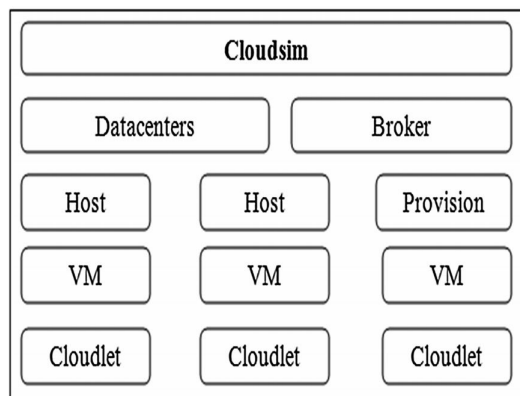 Cloudsim
Datacenters Broker
Host Host Provision
VM VM VM
Cloudlet Cloudlet Cloudlet